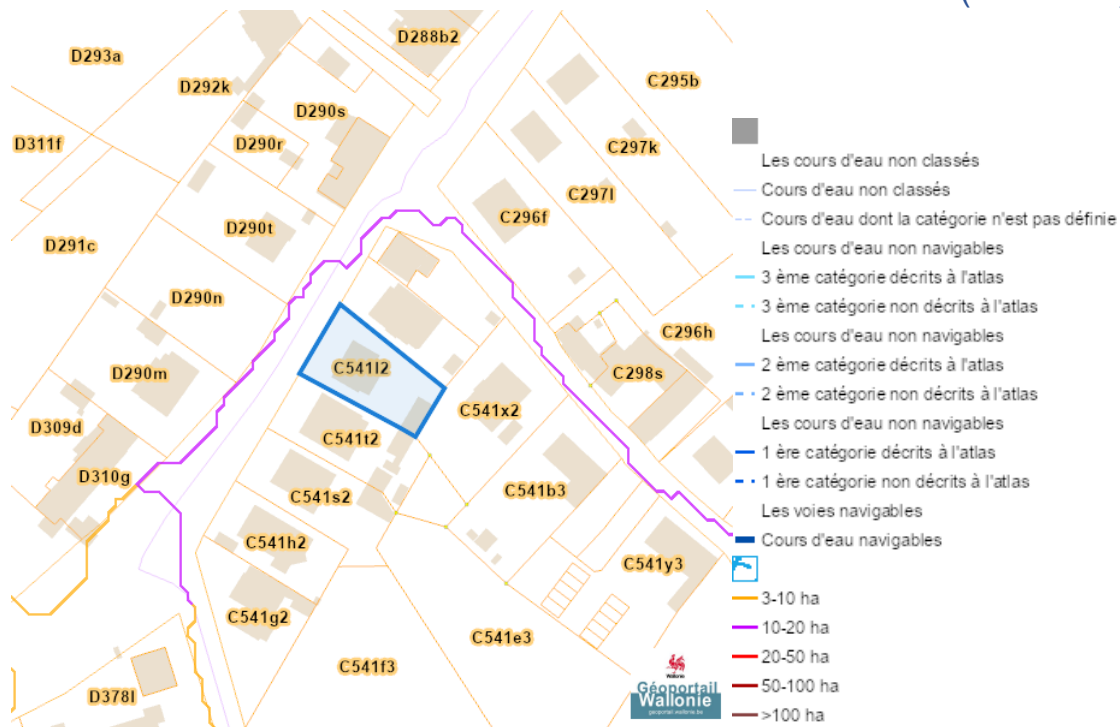 (
D293a
D288b2
D292k
C295b
D290s
D311f
D290r
C297k
C297l
C296f
D290t
D291c
D290n
C296h
C541l2
D290m
C298s
C541x2
D309d
C541t2
D310g
C541s2
C541b3
C541h2
C541y3
C541g2
C541e3
C541f3
D378l
Wallonie
Géoportail
Wallonie
geoportail.wallonie.be
Les cours d'eau non classés
Cours d'eau non classés
Cours d'eau dont la catégorie n'est pas définie
Les cours d'eau non navigables
3 ème catégorie décrits à l'atlas
3 ème catégorie non décrits à l'atlas
Les cours d'eau non navigables
2 ème catégorie décrits à l'atlas
2 ème catégorie non décrits à l'atlas
Les cours d'eau non navigables
1 ère catégorie décrits à l'atlas
1 ère catégorie non décrits à l'atlas
Les voies navigables
Cours d'eau navigables
3-10 ha
10-20 ha
20-50 ha
50-100 ha
>100 ha